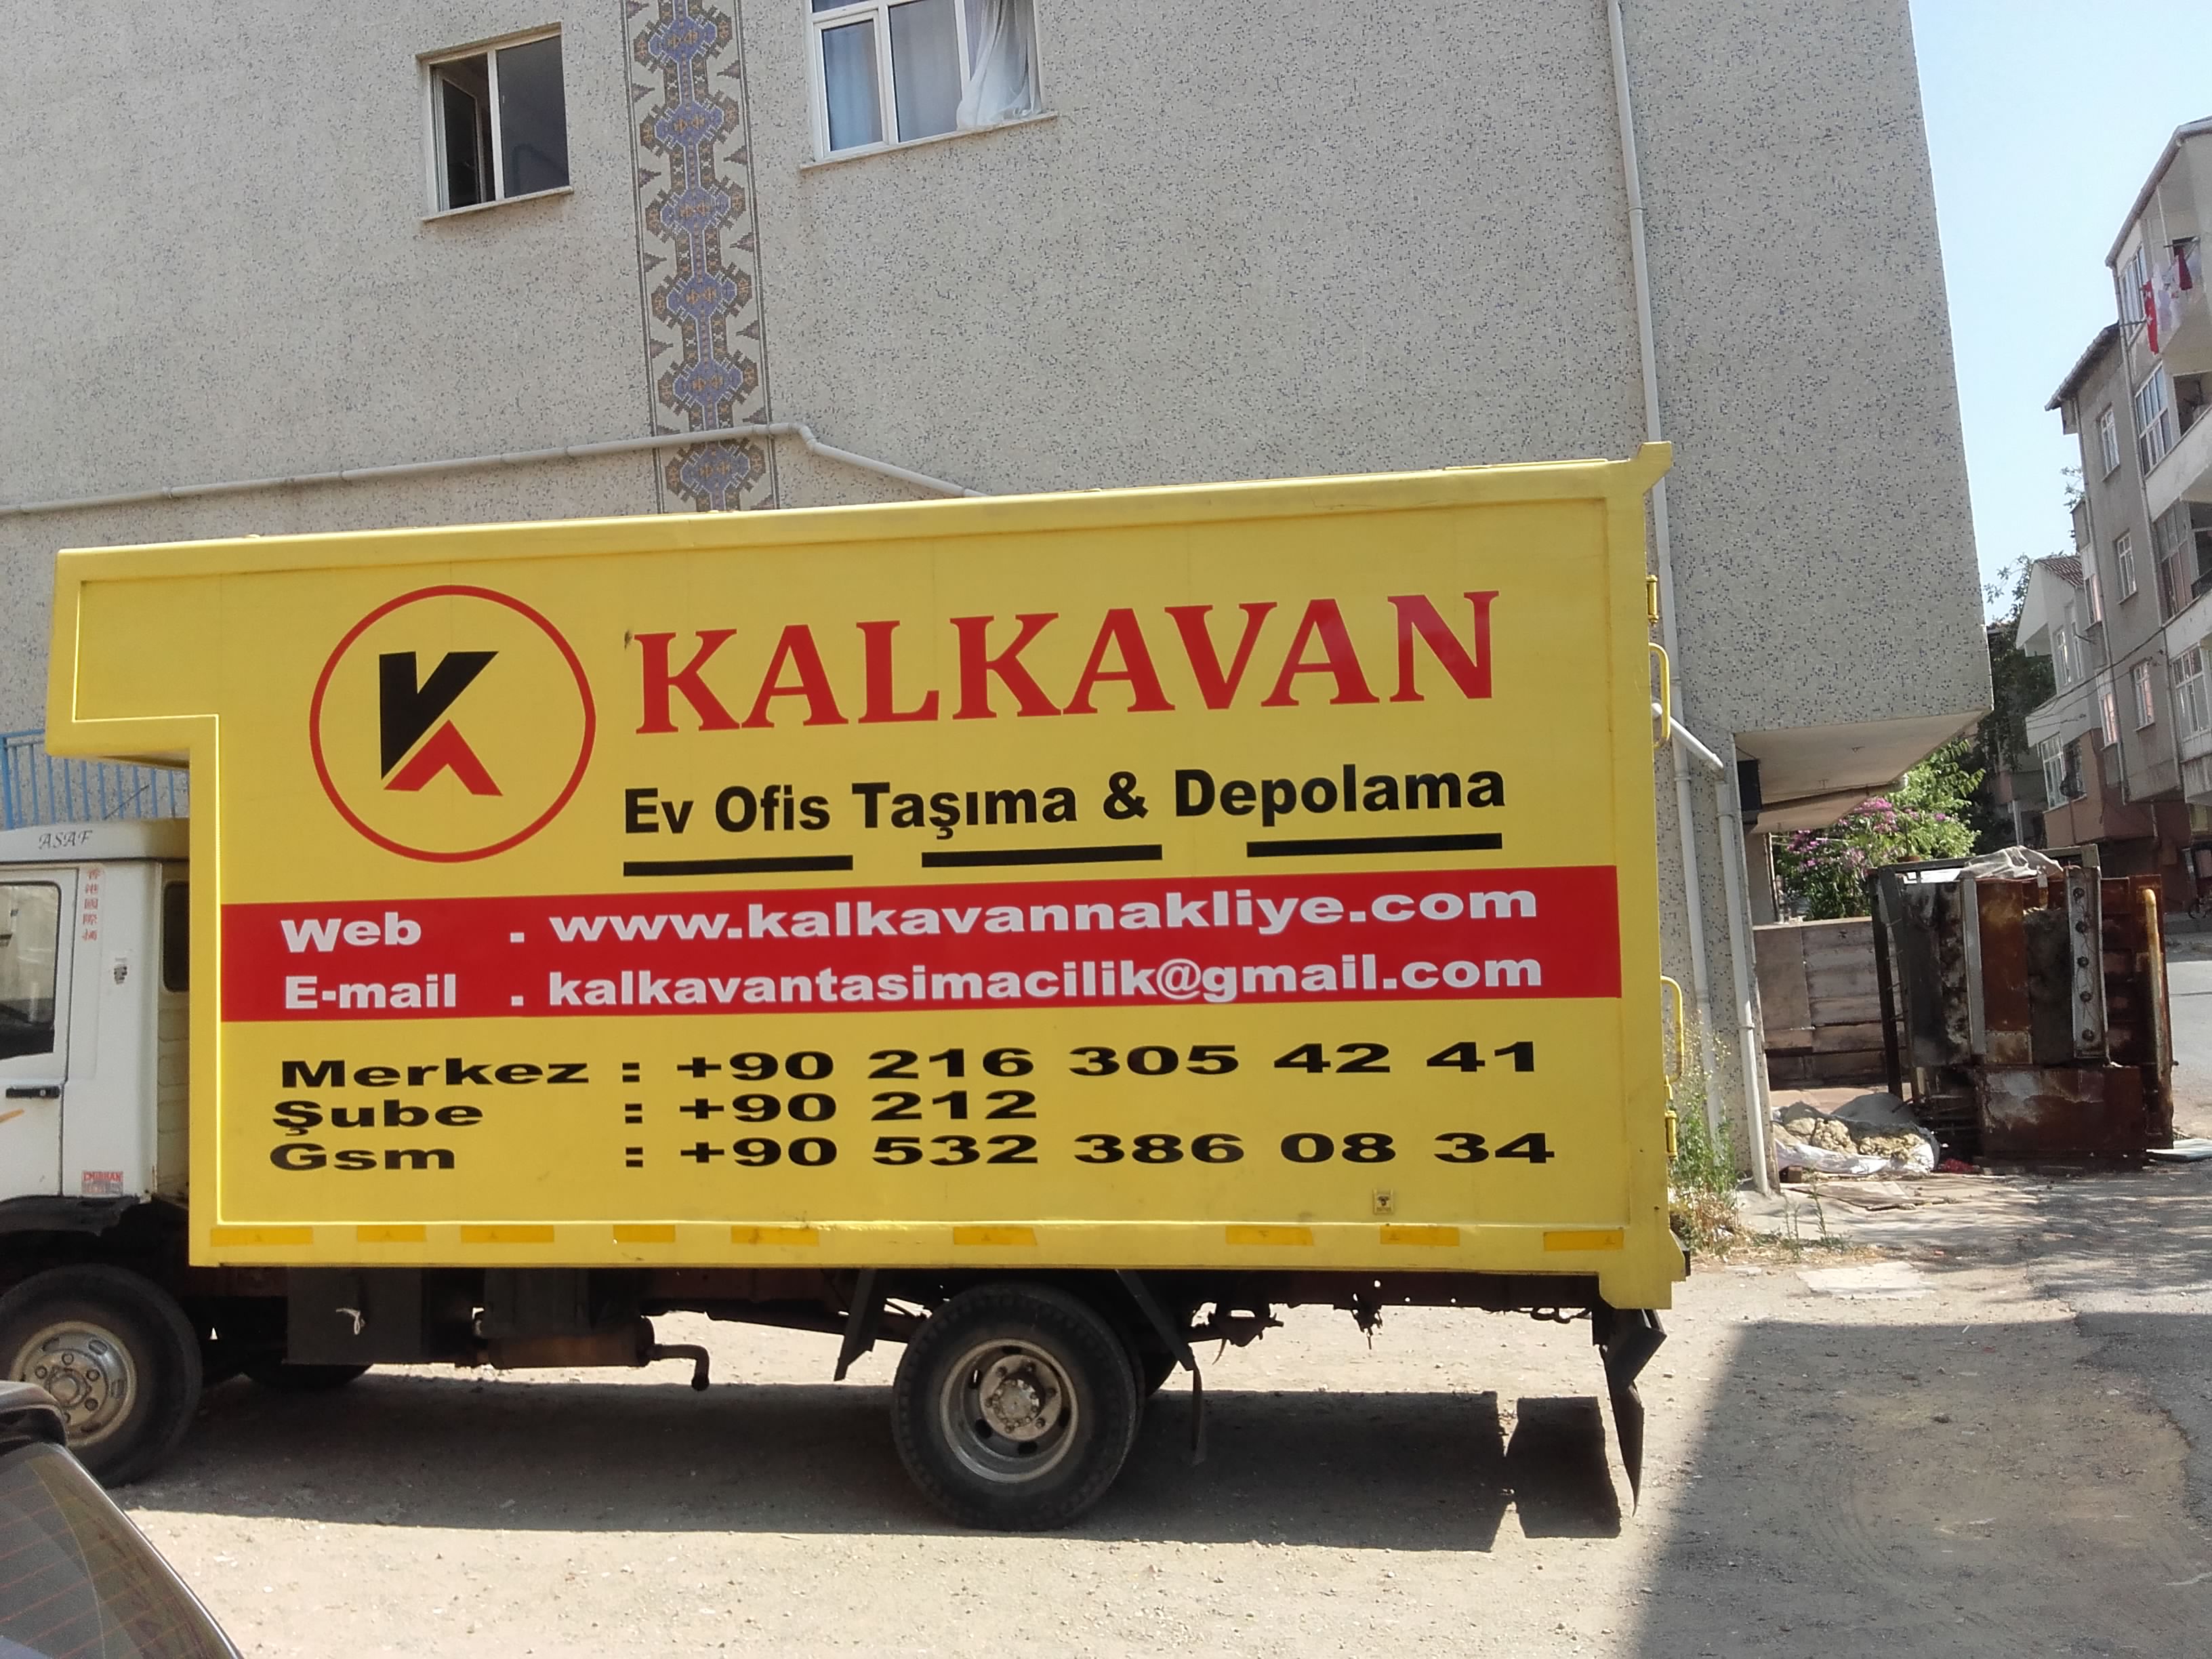 KALKAVAN
Ev Ofis Taşıma & Depolama
Web . www.kalkavannakliye.com
E-mail . kalkavantasimacilik@gmail.com
Merkez : +90 216 305 42 41
Şube : +90 212
Gsm : +90 532 386 08 34
ASAF